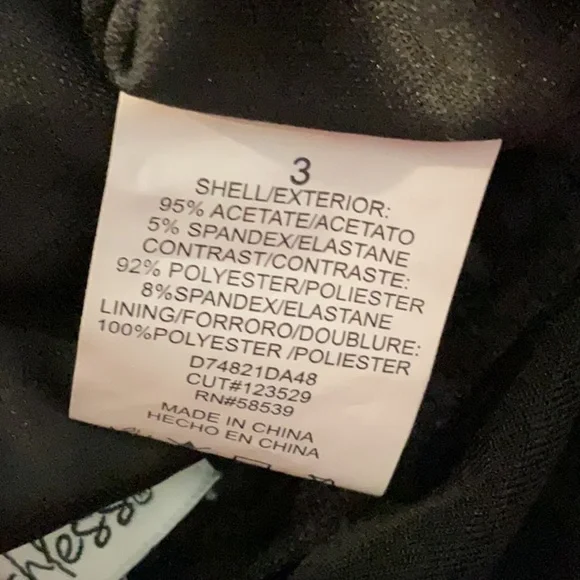 3
SHELL/EXTERIOR:
95% ACETATE/ACETATO
5% SPANDEX/ELASTANE
CONTRAST/CONTRASTE:
92% POLYESTER/POLIESTER
8%SPANDEX/ELASTANE
LINING/FORRORO/DOUBLURE:
100%POLYESTER /POLIESTER
D74821DA48
CUT#123529
RN#58539
MADE IN CHINA
HECHO EN CHINA